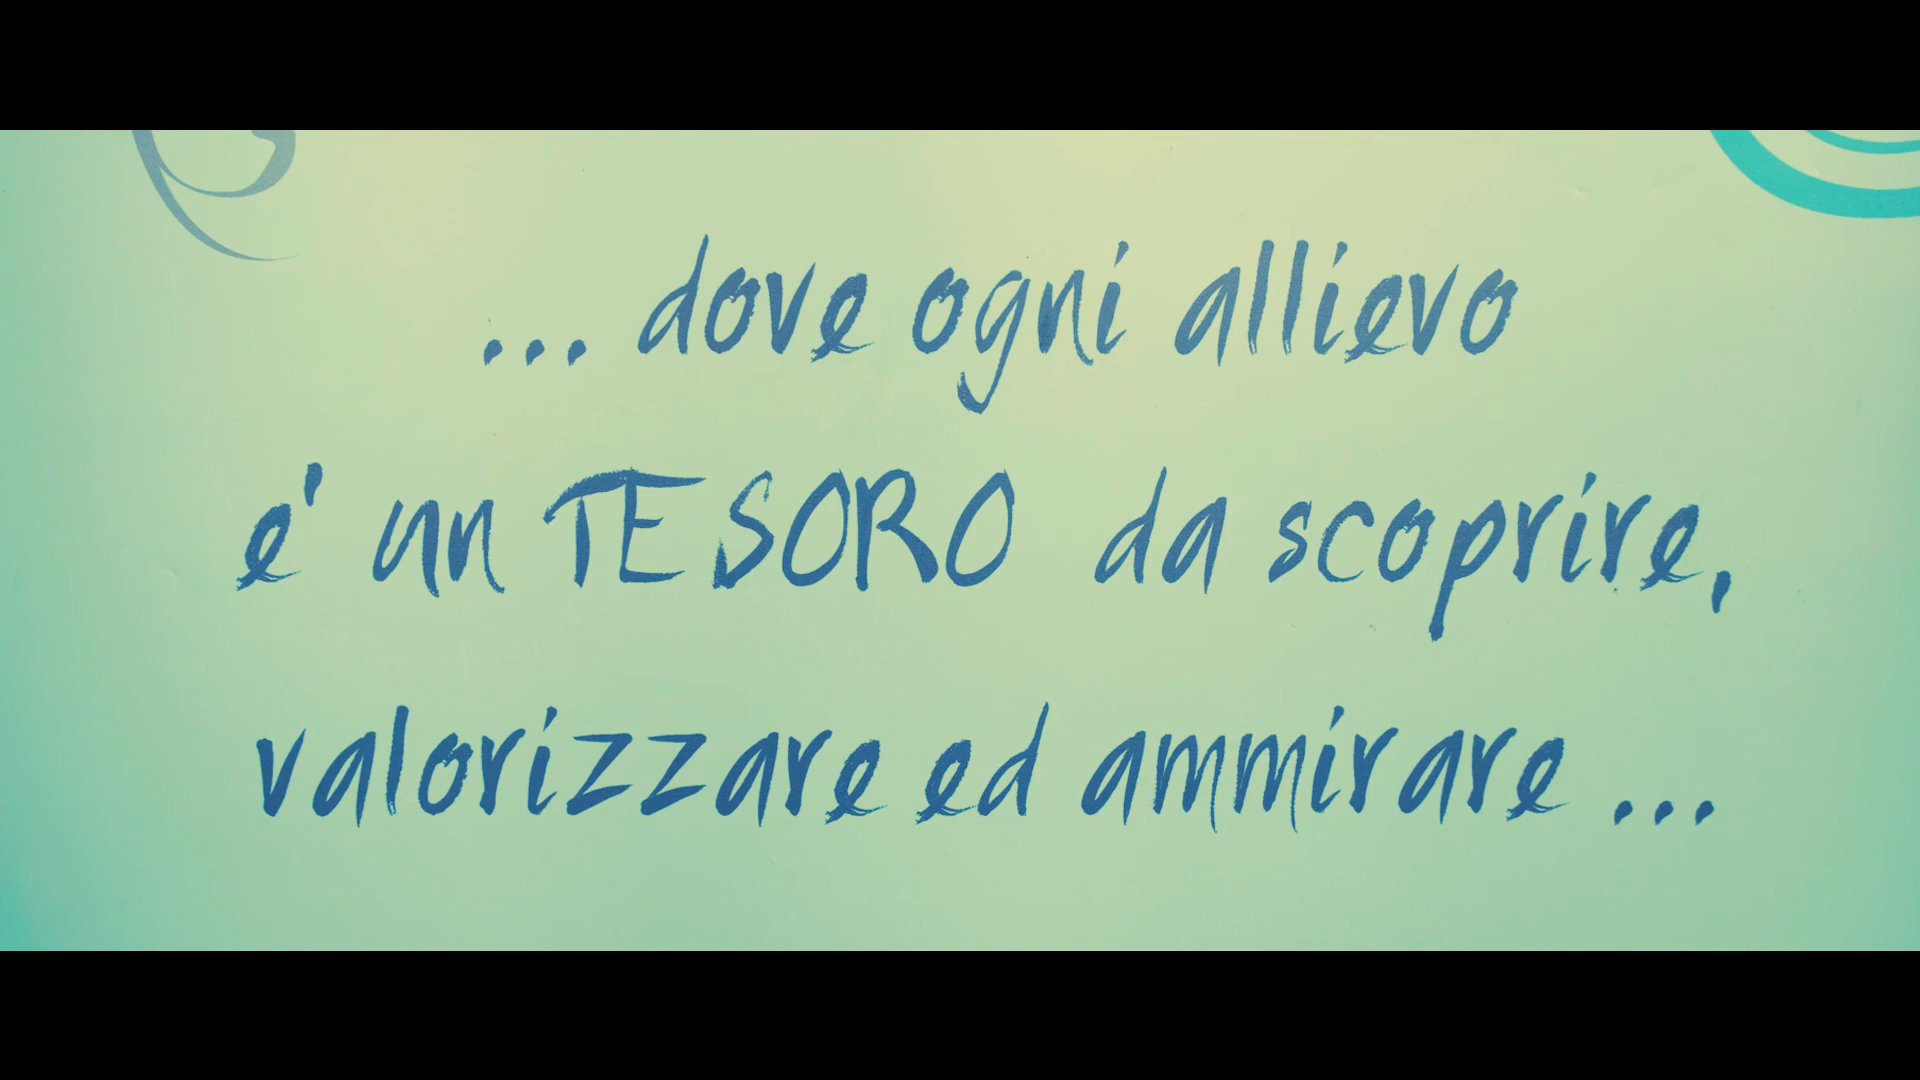 ... dove ogni allievo
e' un TESORO da scoprire,
valorizzare ed ammirare ...